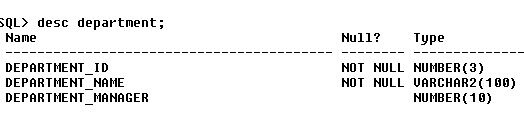 SQL> desc department;
Name Null? Type
----------------------------------------- -------- ----------------
DEPARTMENT_ID NOT NULL NUMBER(3)
DEPARTMENT_NAME NOT NULL VARCHAR2(100)
DEPARTMENT_MANAGER NUMBER(10)